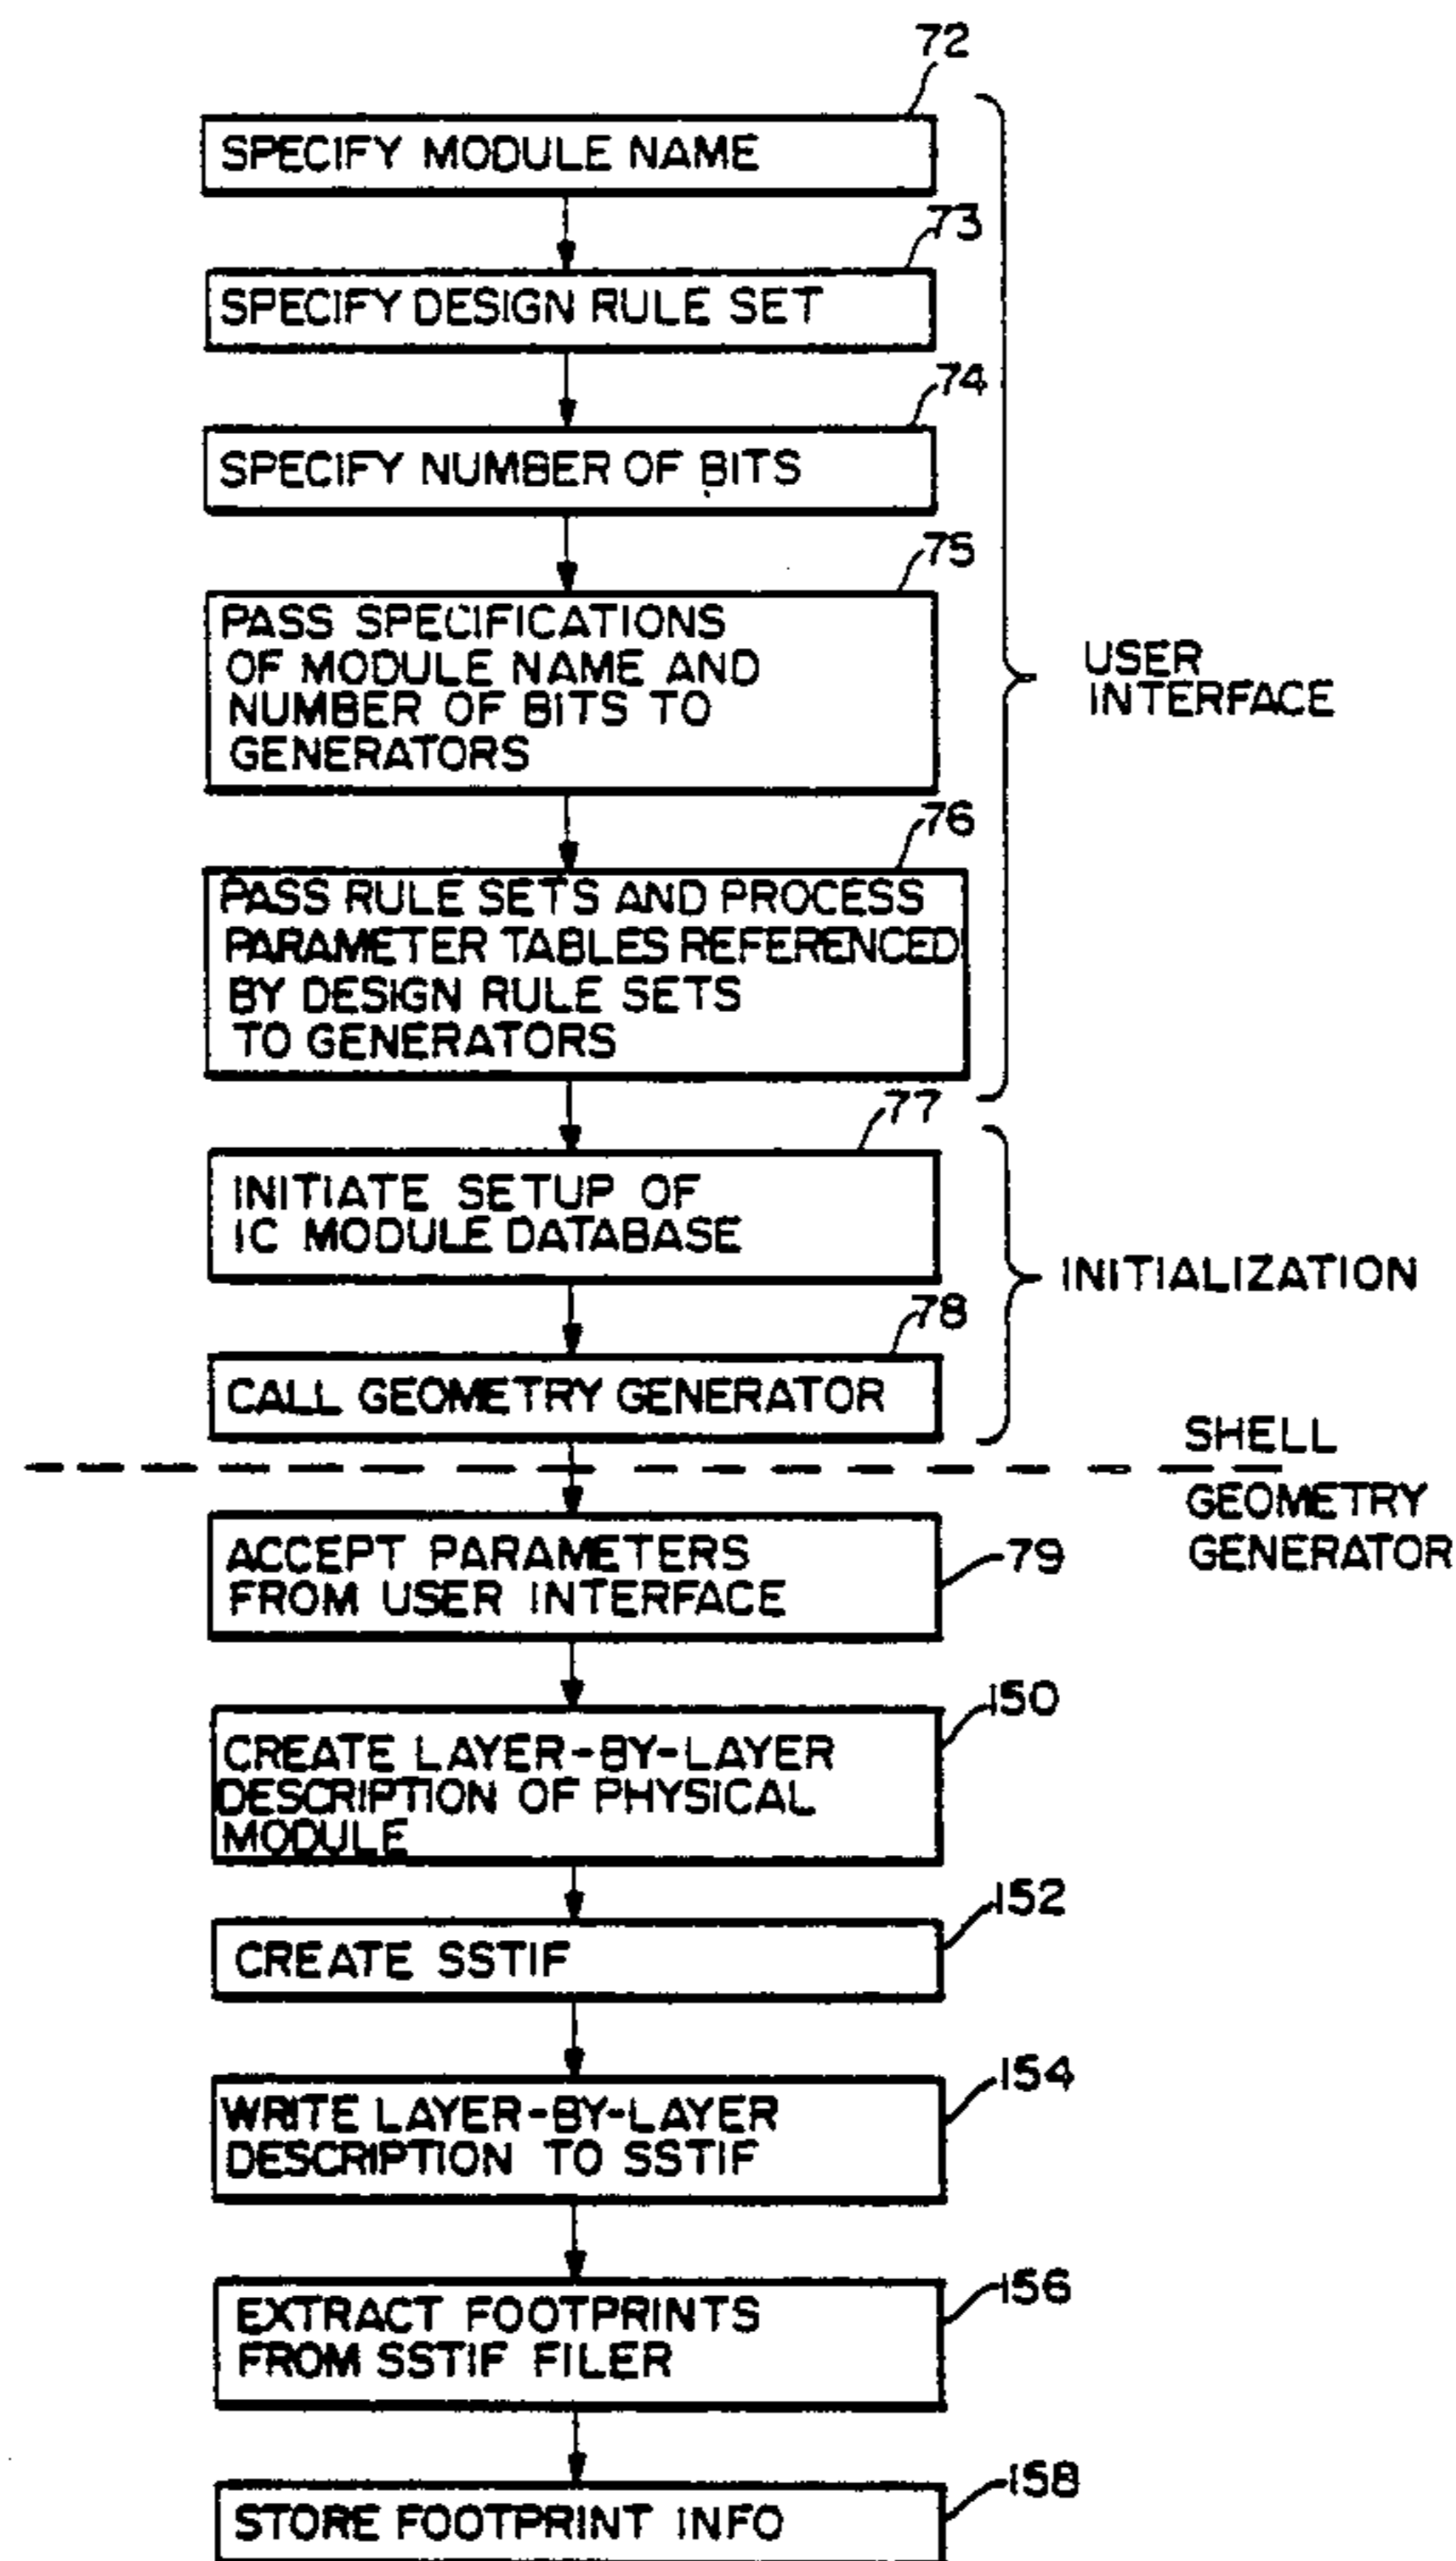 72
SPECIFY MODULE NAME
73
SPECIFY DESIGN RULE SET
74
SPECIFY NUMBER OF BITS
75
PASS SPECIFICATIONS
OF MODULE NAME AND
NUMBER OF BITS TO
GENERATORS
USER
INTERFACE
76
PASS RULE SETS AND PROCESS
PARAMETER TABLES REFERENCED
BY DESIGN RULE SETS
TO GENERATORS
77
INITIATE SETUP OF
IC MODULE DATABASE
INITIALIZATION
78
CALL GEOMETRY GENERATOR
SHELL
GEOMETRY
GENERATOR
ACCEPT PARAMETERS
FROM USER INTERFACE
79
150
CREATE LAYER-BY-LAYER
DESCRIPTION OF PHYSICAL
MODULE
152
CREATE SSTIF
154
WRITE LAYER-BY-LAYER
DESCRIPTION TO SSTIF
156
EXTRACT FOOTPRINTS
FROM SSTIF FILER
158
STORE FOOTPRINT INFO